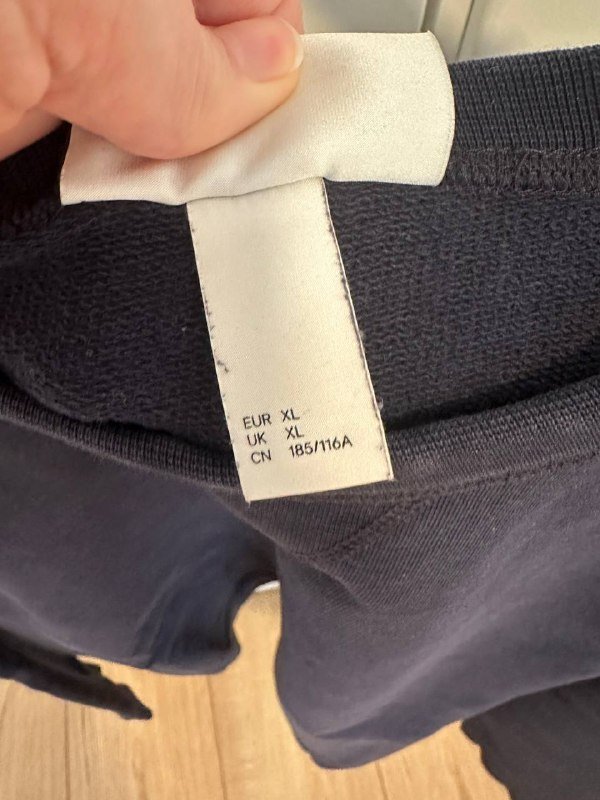 EUR XL
UK XL
CN 185/116A